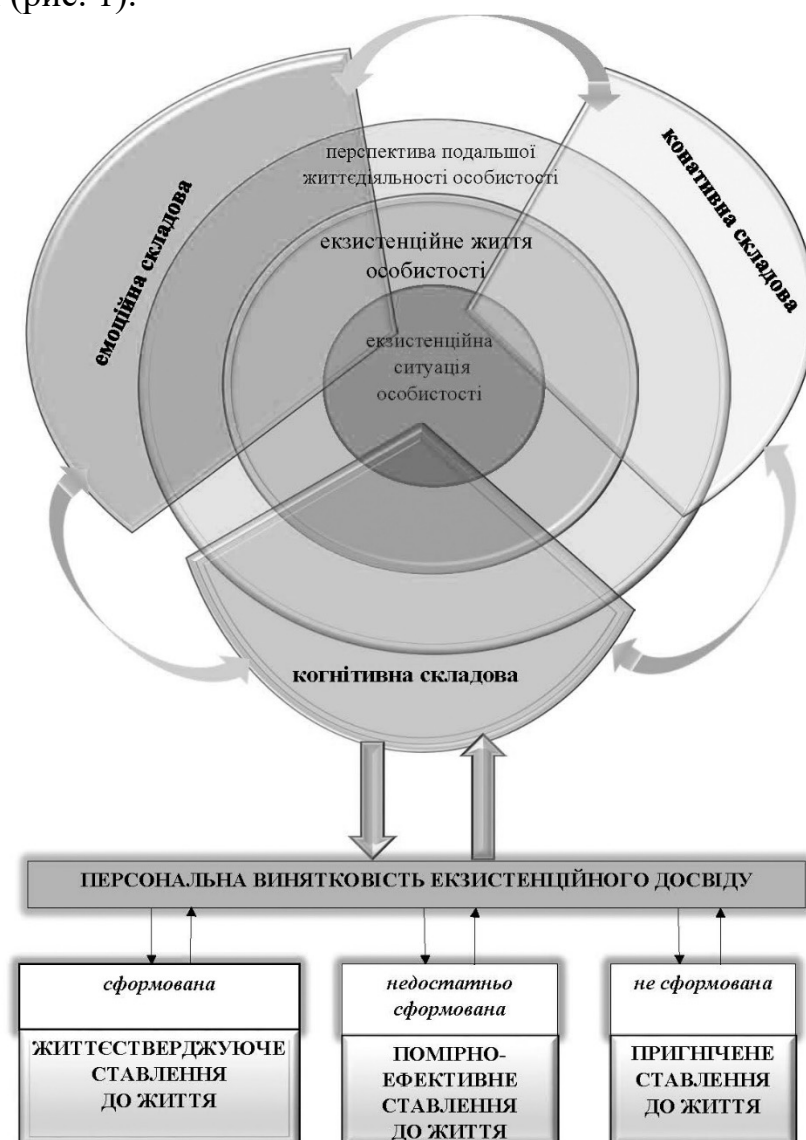 (рис. 1).
перспектива подальшої
життєдіяльності особистості
екзистенційне життя
особистості
екзистенційна
ситуація
особистості
емоційна складова
конативна складова
когнітивна складова
ПЕРСОНАЛЬНА ВИНЯТКОВІСТЬ ЕКЗИСТЕНЦІЙНОГО ДОСВІДУ
сформована
ЖИТТЄСТВЕРДЖУЮЧЕ
СТАВЛЕННЯ
ДО ЖИТТЯ
недостатньо
сформована
ПОМІРНО-
ЕФЕКТИВНЕ
СТАВЛЕННЯ
ДО ЖИТТЯ
не сформована
ПРИГНІЧЕНЕ
СТАВЛЕННЯ
ДО ЖИТТЯ